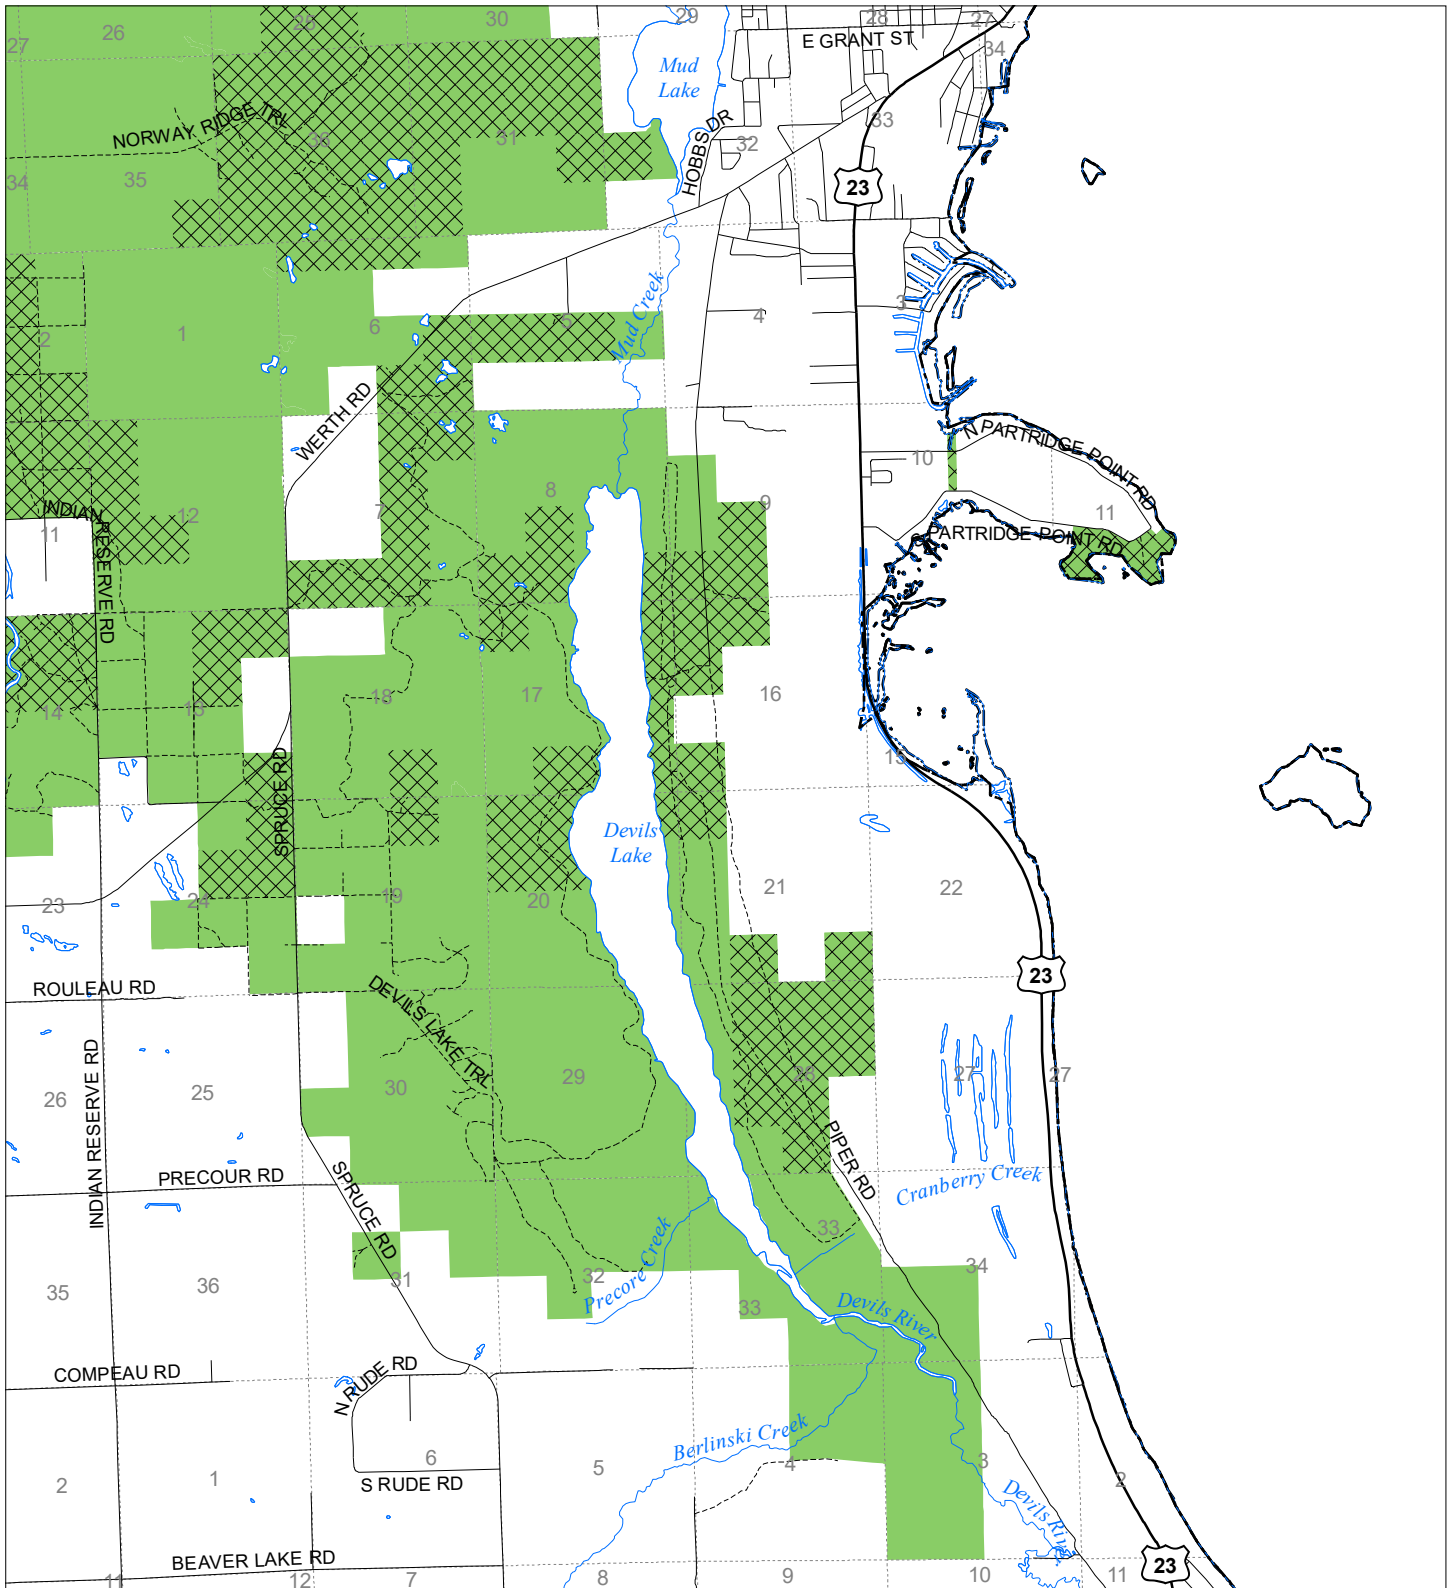 26
25
30
29
28
27
27
E GRANT ST
34
Mud
Lake
NORWAY RIDGE TRL
36
31
HOBBS DR
32
33
34
35
23
2
1
6
5
Mud Creek
4
3
WERTH RD
N PARTRIDGE POINT RD
10
8
9
INDIAN
11
12
7
11
S PARTRIDGE POINT RD
RESERVE RD
14
13
18
17
16
15
SPRUCE RD
Devils
Lake
23
24
19
20
21
22
ROULEAU RD
DEVILS LAKE TRL
23
26
25
30
29
28
27
27
INDIAN RESERVE RD
PRECOUR RD
SPRUCE RD
PIPER RD
Cranberry Creek
35
36
31
32
Precore Creek
33
33
34
Devils River
COMPEAU RD
N RUDE RD
Berlinski Creek
2
1
6
5
4
3
2
S RUDE RD
Devils River
BEAVER LAKE RD
23
11
12
7
8
9
10
11